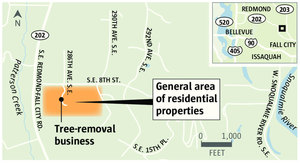 N
202
Patterson Creek
S.E. REDMOND-FALL CITY RD.
286TH AVE. S.E.
290TH AVE. S.E.
292ND AVE. S.E.
S.E. 8TH ST.
General area
of residential
properties
Tree-removal
business
S.E. 15TH PL.
0 1,000
FEET
W. SNOQUALMIE RIVER RD. S.E.
Snoqualmie River
REDMOND
202 203
520
BELLEVUE
90
FALL CITY
405
ISSAQUAH